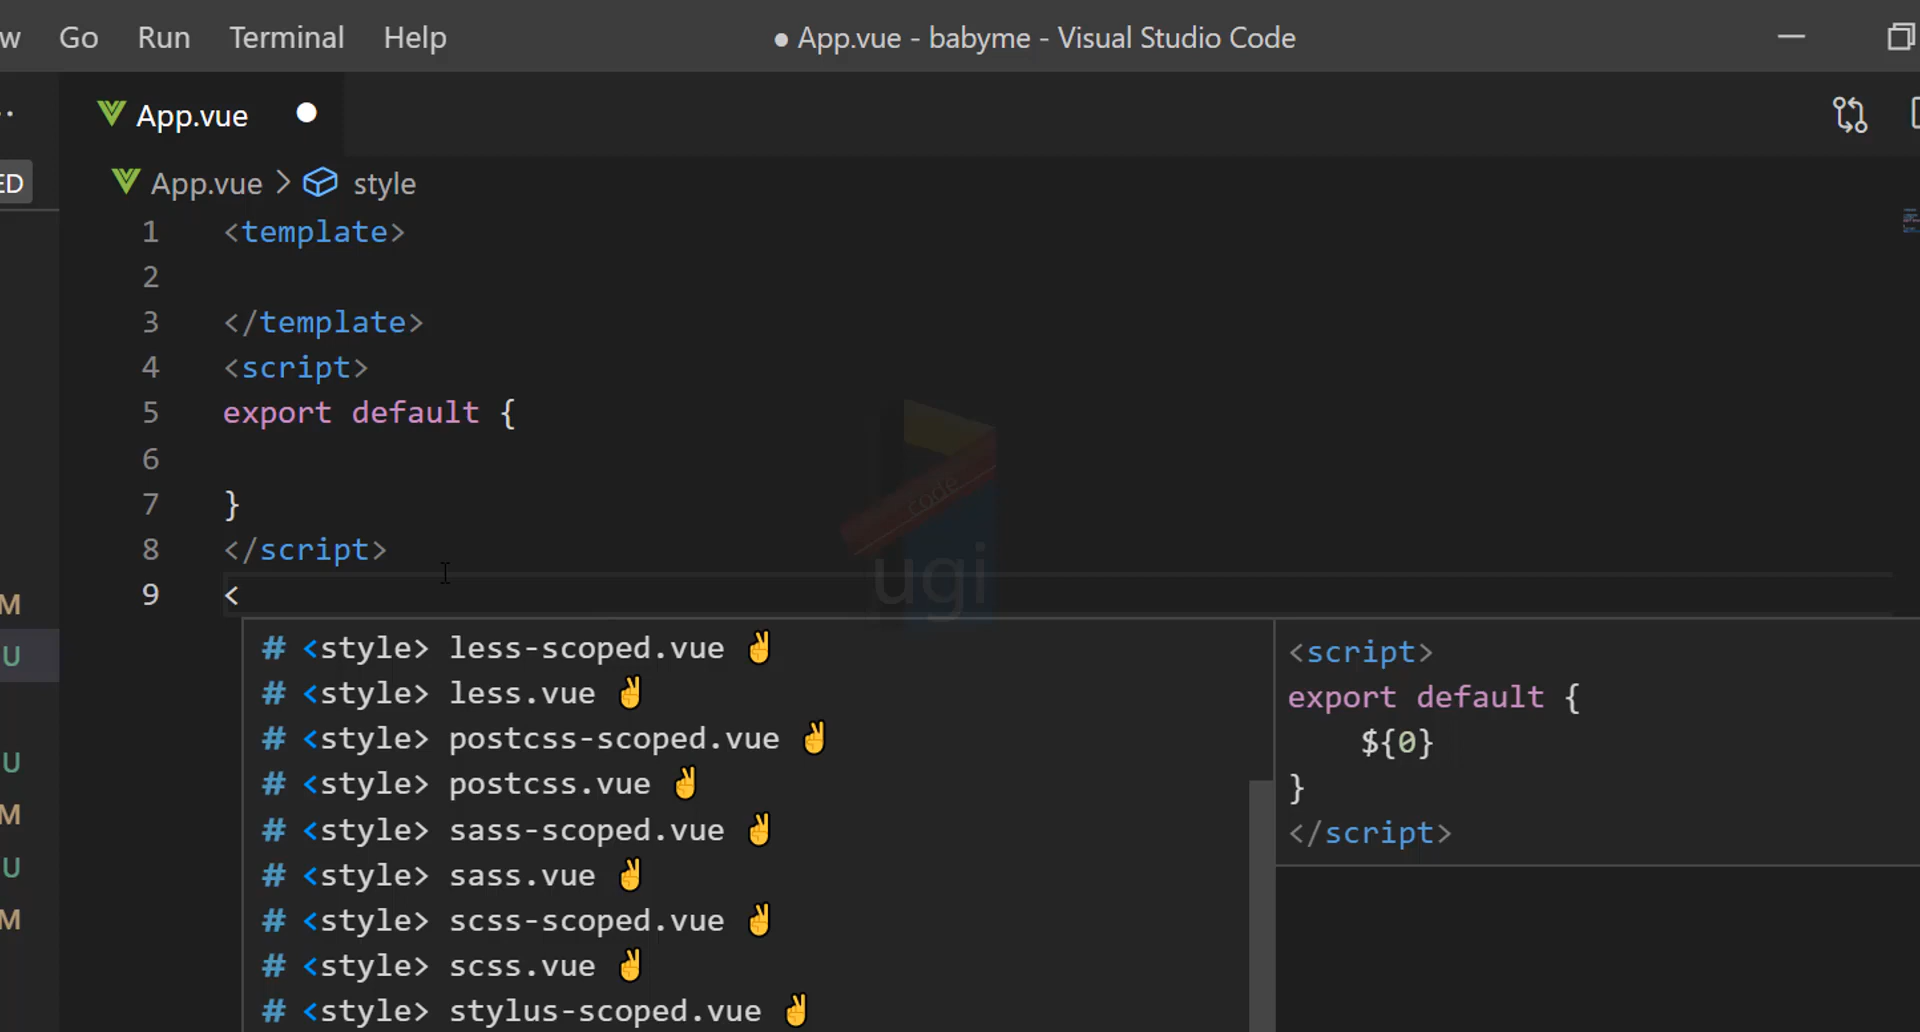 w Go Run Terminal Help ● App.vue - babyme - Visual Studio Code
App.vue
ED
App.vue > style
1 <template>
2
3 </template>
4 <script>
5 export default {
6
7 }
8 </script>
9 <
M
U
U
M
U
M
# <style> less-scoped.vue ✌
# <style> less.vue ✌
# <style> postcss-scoped.vue ✌
# <style> postcss.vue ✌
# <style> sass-scoped.vue ✌
# <style> sass.vue ✌
# <style> scss-scoped.vue ✌
# <style> scss.vue ✌
# <style> stylus-scoped.vue ✌
<script>
export default {
${0}
}
</script>
code
ugi